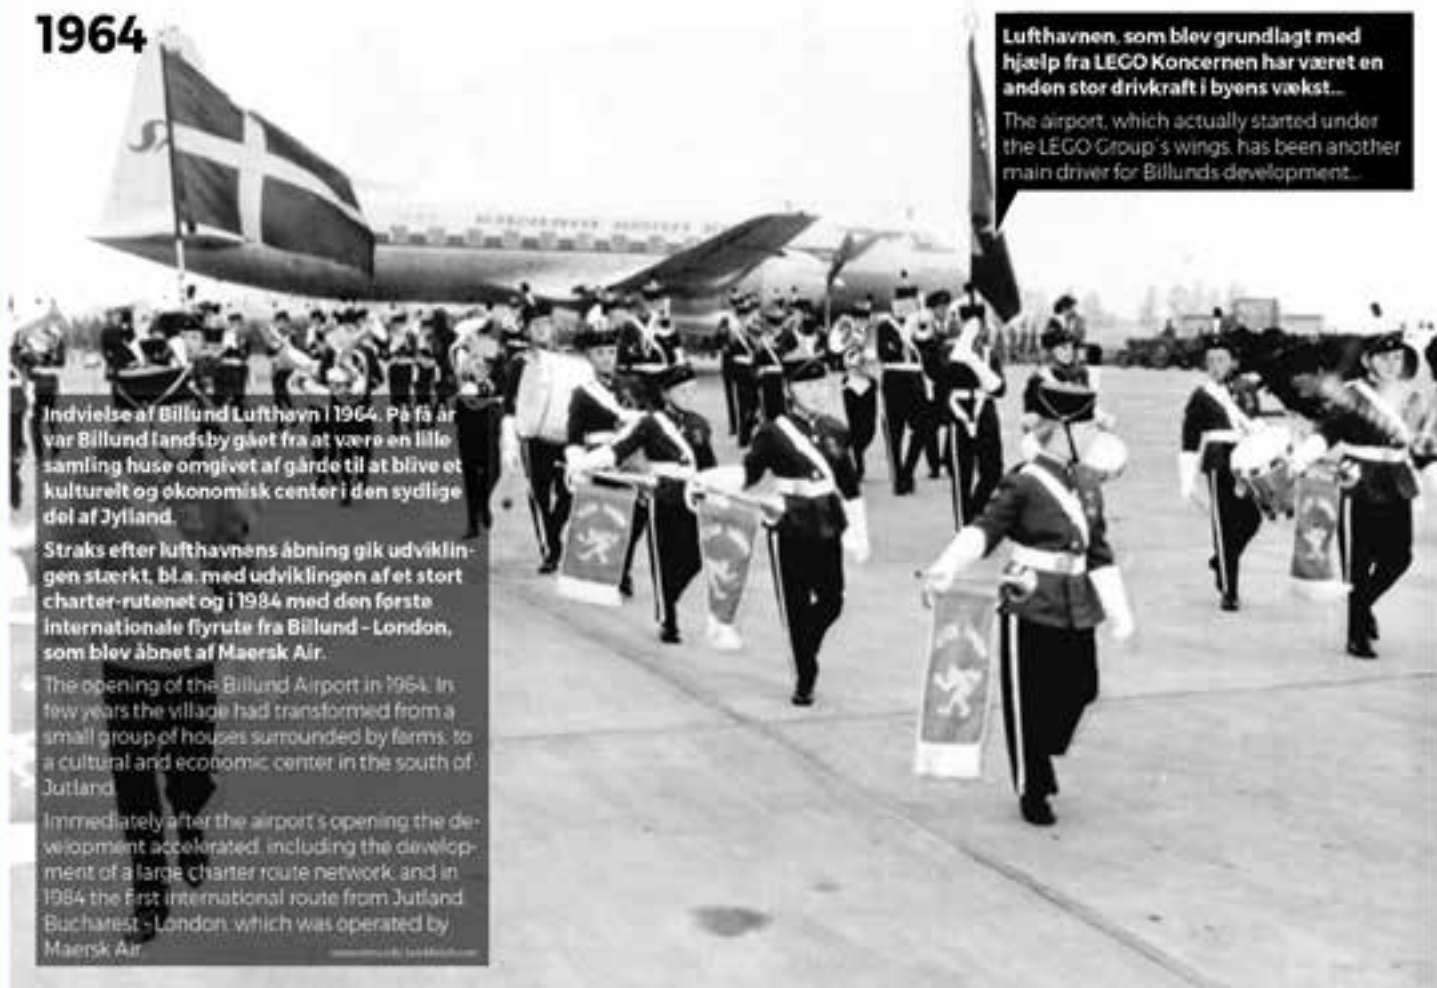 1964
Lufthavnen, som blev grundlagt med
hjælp fra LEGO Koncernen har været en
anden stor drivkraft i byens vækst...
The airport, which actually started under
the LEGO Group's wings, has been another
main driver for Billunds development...
Indvielse af Billund Lufthavn i 1964. På få år
var Billund landsby gået fra at være en lille
samling huse omgivet af gårde til at blive et
kulturelt og økonomisk center i den sydlige
del af Jylland.
Straks efter lufthavnens åbning gik udviklin-
gen stærkt, bl.a. med udviklingen af et stort
charter-rutenet og i 1984 med den første
internationale flyrute fra Billund - London,
som blev åbnet af Maersk Air.
The opening of the Billund Airport in 1964. In
few years the village had transformed from a
small group of houses surrounded by farms, to
a cultural and economic center in the south of
Jutland.
Immediately after the airport's opening the de-
velopment accelerated, including the develop-
ment of a large charter route network, and in
1984 the first international route from Jutland
Bucharest - London, which was operated by
Maersk Air.